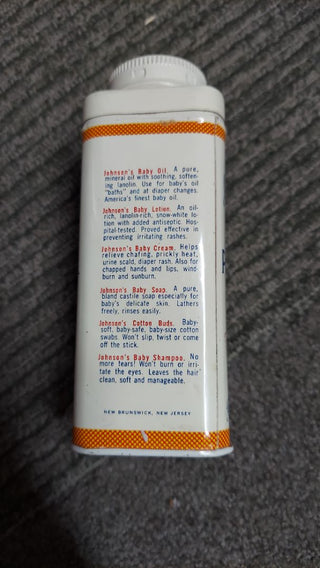 Johnson's Baby Oil. A pure,
mineral oil with soothing, soften-
ing lanolin. Use for baby's oil
"baths" and at diaper changes.
America's finest baby oil.
Johnson's Baby Lotion. An oil-
rich, lanolin-rich, snow-white lo-
tion with added antiseptic. Hos-
pital-tested. Proved effective in
preventing irritating rashes.
Johnson's Baby Cream. Helps
relieve chafing, prickly heat,
urine scald, diaper rash. Also for
chapped hands and lips, wind-
burn and sunburn.
Johnson's Baby Soap. A pure,
bland castile soap especially for
baby's delicate skin. Lathers
freely, rinses easily.
Johnson's Cotton Buds. Baby-
soft, baby-safe, baby-size cotton
swabs. Won't slip, twist or come
off the stick.
Johnson's Baby Shampoo. No
more tears! Won't burn or irri-
tate the eyes. Leaves the hair
clean, soft and manageable.
NEW BRUNSWICK, NEW JERSEY